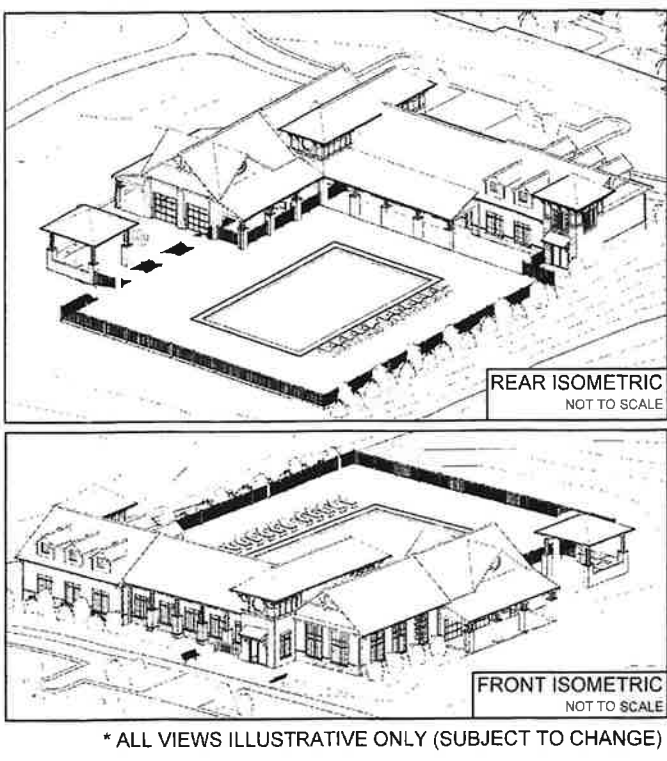 REAR ISOMETRIC
NOT TO SCALE
FRONT ISOMETRIC
NOT TO SCALE
* ALL VIEWS ILLUSTRATIVE ONLY (SUBJECT TO CHANGE)